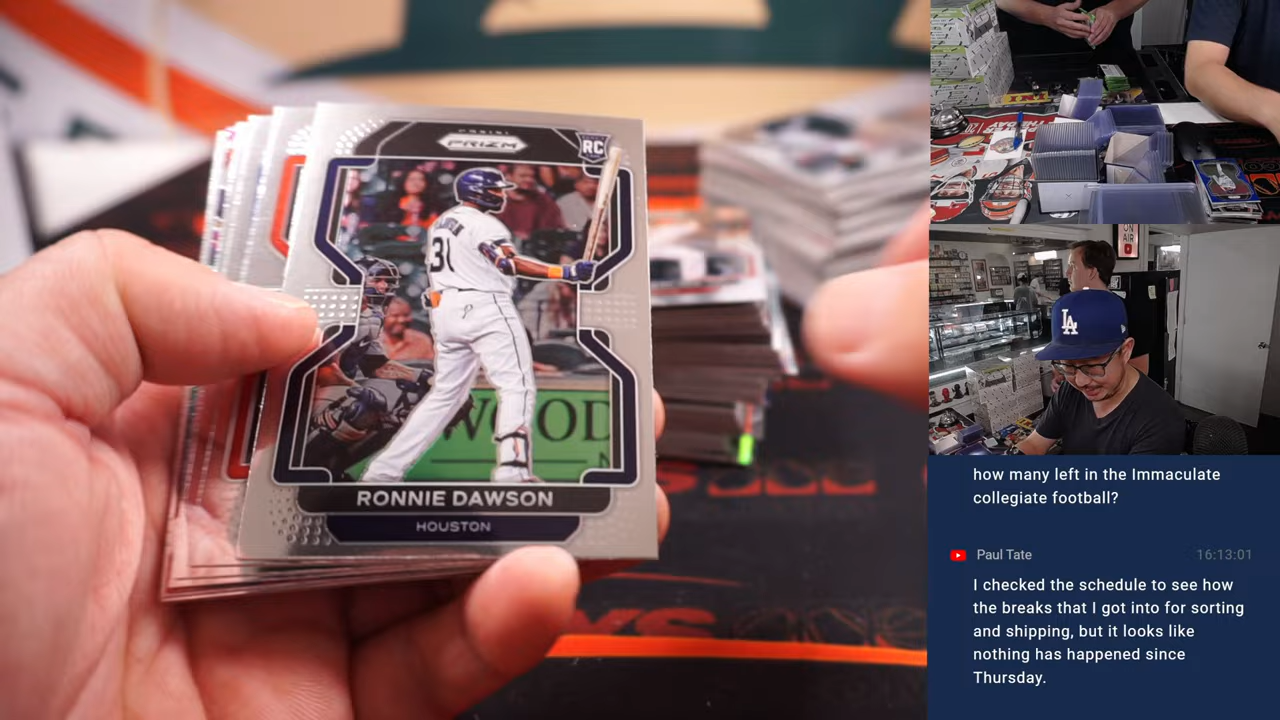 PANINI
PRIZM
RC
31
WOOD
RONNIE DAWSON
HOUSTON
ON
AIR
LA
how many left in the Immaculate
collegiate football?
Paul Tate
16:13:01
I checked the schedule to see how
the breaks that I got into for sorting
and shipping, but it looks like
nothing has happened since
Thursday.